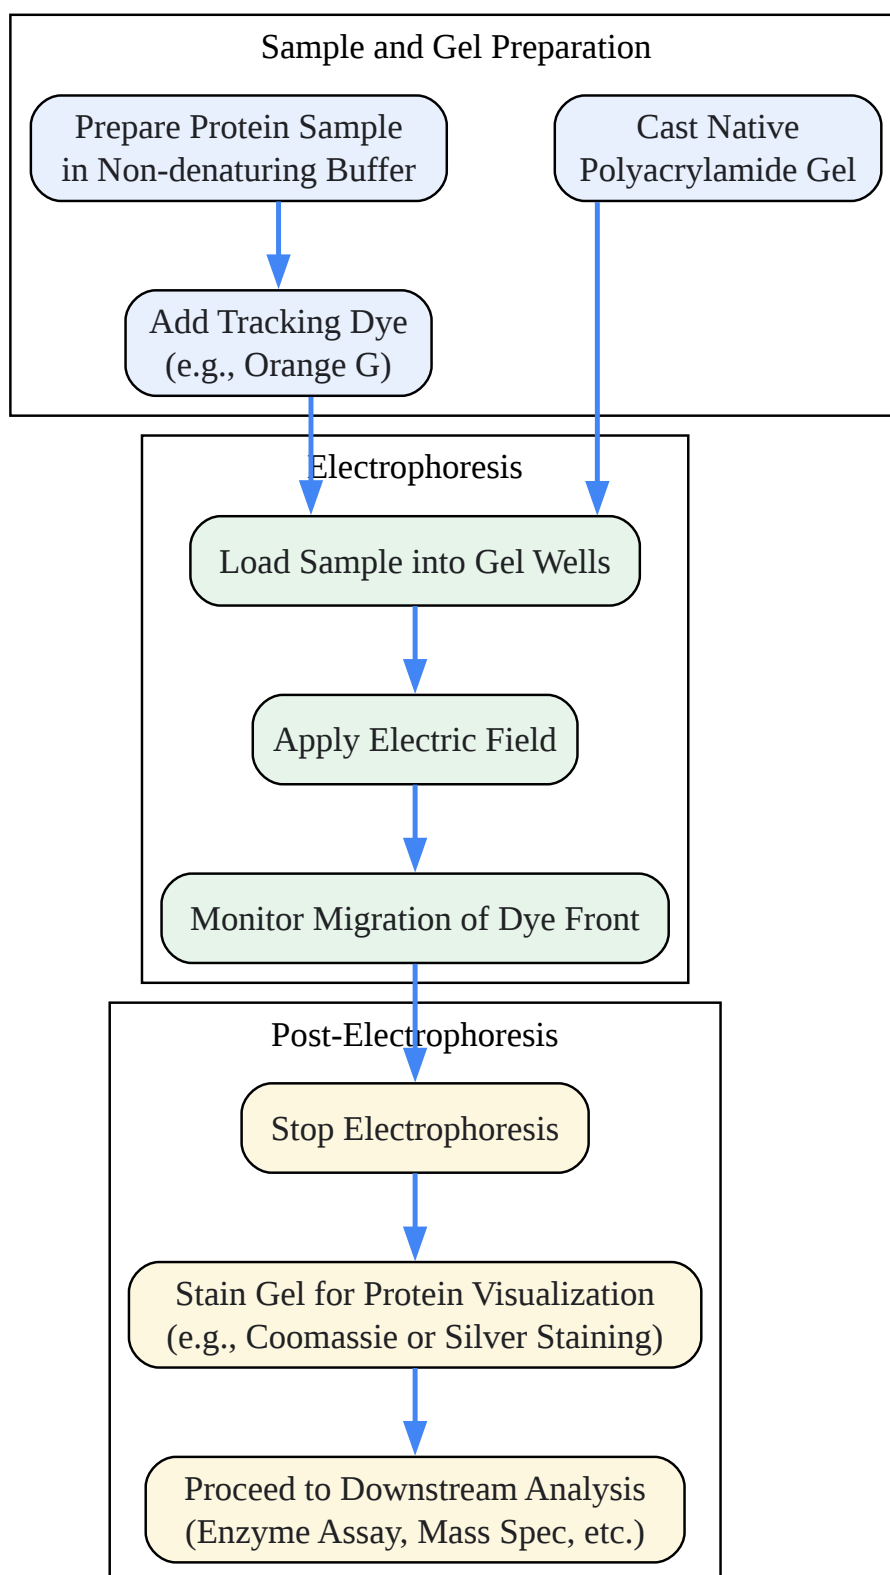 Sample and Gel Preparation
Prepare Protein Sample
in Non-denaturing Buffer
Cast Native
Polyacrylamide Gel
Add Tracking Dye
(e.g., Orange G)
Electrophoresis
Load Sample into Gel Wells
Apply Electric Field
Monitor Migration of Dye Front
Post-Electrophoresis
Stop Electrophoresis
Stain Gel for Protein Visualization
(e.g., Coomassie or Silver Staining)
Proceed to Downstream Analysis
(Enzyme Assay, Mass Spec, etc.)